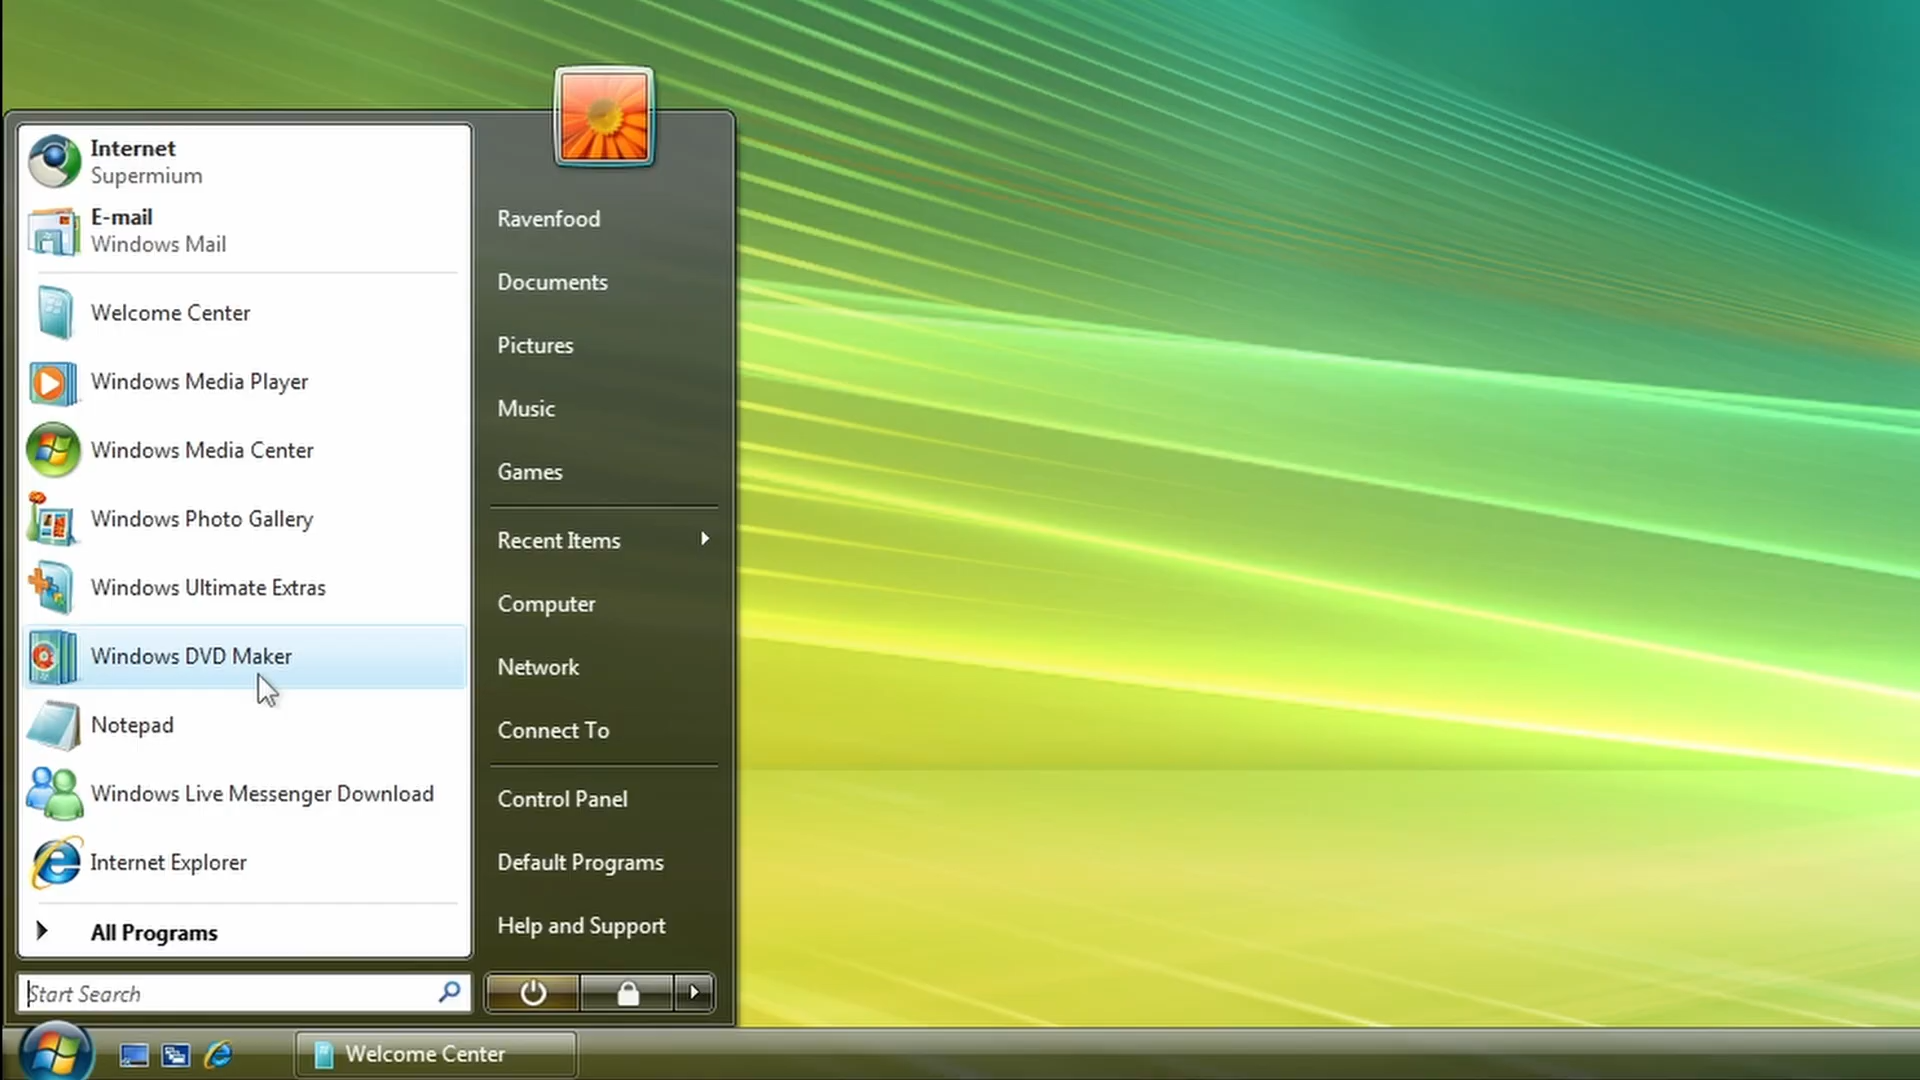 Internet
Supermium
E-mail
Windows Mail
Welcome Center
Windows Media Player
Windows Media Center
Windows Photo Gallery
Windows Ultimate Extras
Windows DVD Maker
Notepad
Windows Live Messenger Download
Internet Explorer
All Programs
Start Search
Ravenfood
Documents
Pictures
Music
Games
Recent Items
Computer
Network
Connect To
Control Panel
Default Programs
Help and Support
Welcome Center